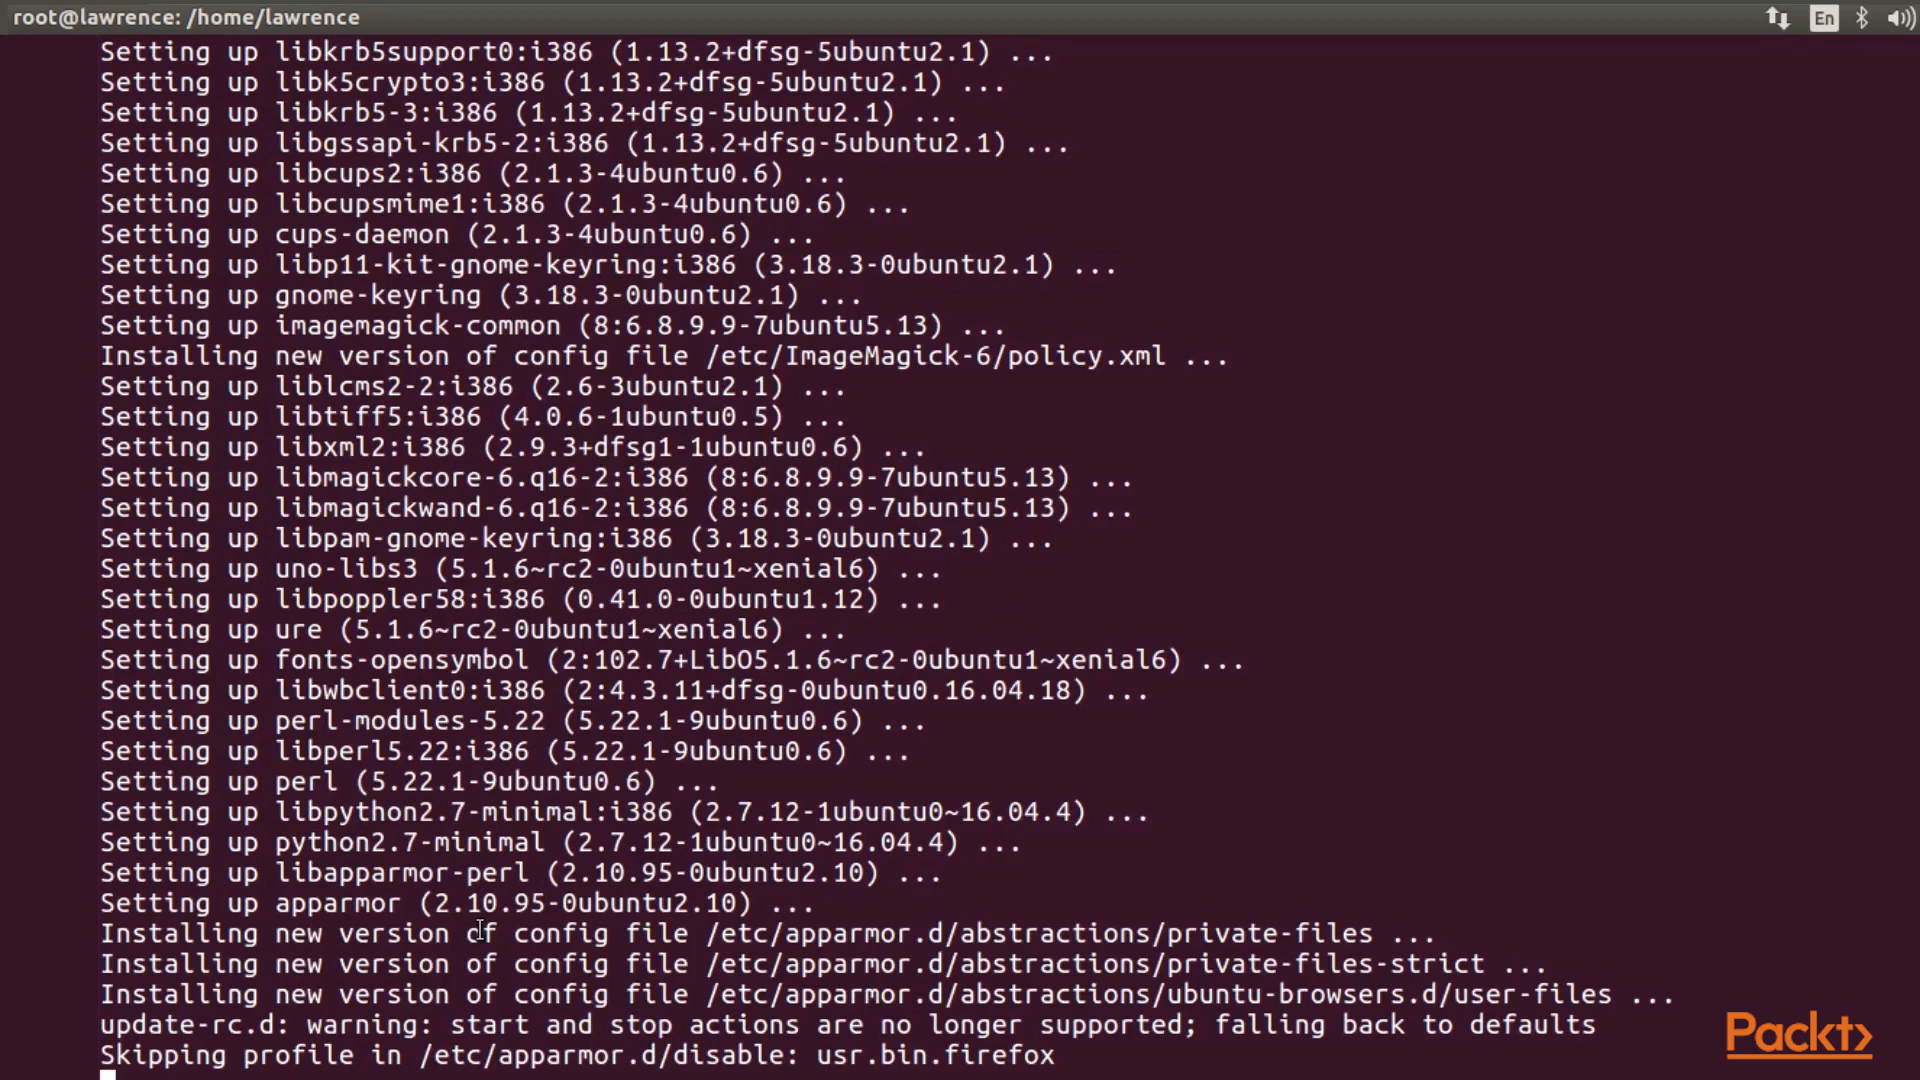 root@lawrence: /home/lawrence
En
Setting up libkrb5support0:i386 (1.13.2+dfsg-5ubuntu2.1) ...
Setting up libk5crypto3:i386 (1.13.2+dfsg-5ubuntu2.1) ...
Setting up libkrb5-3:i386 (1.13.2+dfsg-5ubuntu2.1) ...
Setting up libgssapi-krb5-2:i386 (1.13.2+dfsg-5ubuntu2.1) ...
Setting up libcups2:i386 (2.1.3-4ubuntu0.6) ...
Setting up libcupsmime1:i386 (2.1.3-4ubuntu0.6) ...
Setting up cups-daemon (2.1.3-4ubuntu0.6) ...
Setting up libp11-kit-gnome-keyring:i386 (3.18.3-0ubuntu2.1) ...
Setting up gnome-keyring (3.18.3-0ubuntu2.1) ...
Setting up imagemagick-common (8:6.8.9.9-7ubuntu5.13) ...
Installing new version of config file /etc/ImageMagick-6/policy.xml ...
Setting up liblcms2-2:i386 (2.6-3ubuntu2.1) ...
Setting up libtiff5:i386 (4.0.6-1ubuntu0.5) ...
Setting up libxml2:i386 (2.9.3+dfsg1-1ubuntu0.6) ...
Setting up libmagickcore-6.q16-2:i386 (8:6.8.9.9-7ubuntu5.13) ...
Setting up libmagickwand-6.q16-2:i386 (8:6.8.9.9-7ubuntu5.13) ...
Setting up libpam-gnome-keyring:i386 (3.18.3-0ubuntu2.1) ...
Setting up uno-libs3 (5.1.6~rc2-0ubuntu1~xenial6) ...
Setting up libpoppler58:i386 (0.41.0-0ubuntu1.12) ...
Setting up ure (5.1.6~rc2-0ubuntu1~xenial6) ...
Setting up fonts-opensymbol (2:102.7+LibO5.1.6~rc2-0ubuntu1~xenial6) ...
Setting up libwbclient0:i386 (2:4.3.11+dfsg-0ubuntu0.16.04.18) ...
Setting up perl-modules-5.22 (5.22.1-9ubuntu0.6) ...
Setting up libperl5.22:i386 (5.22.1-9ubuntu0.6) ...
Setting up perl (5.22.1-9ubuntu0.6) ...
Setting up libpython2.7-minimal:i386 (2.7.12-1ubuntu0~16.04.4) ...
Setting up python2.7-minimal (2.7.12-1ubuntu0~16.04.4) ...
Setting up libapparmor-perl (2.10.95-0ubuntu2.10) ...
Setting up apparmor (2.10.95-0ubuntu2.10) ...
Installing new version of config file /etc/apparmor.d/abstractions/private-files ...
Installing new version of config file /etc/apparmor.d/abstractions/private-files-strict ...
Installing new version of config file /etc/apparmor.d/abstractions/ubuntu-browsers.d/user-files ...
update-rc.d: warning: start and stop actions are no longer supported; falling back to defaults
Skipping profile in /etc/apparmor.d/disable: usr.bin.firefox
Packt>